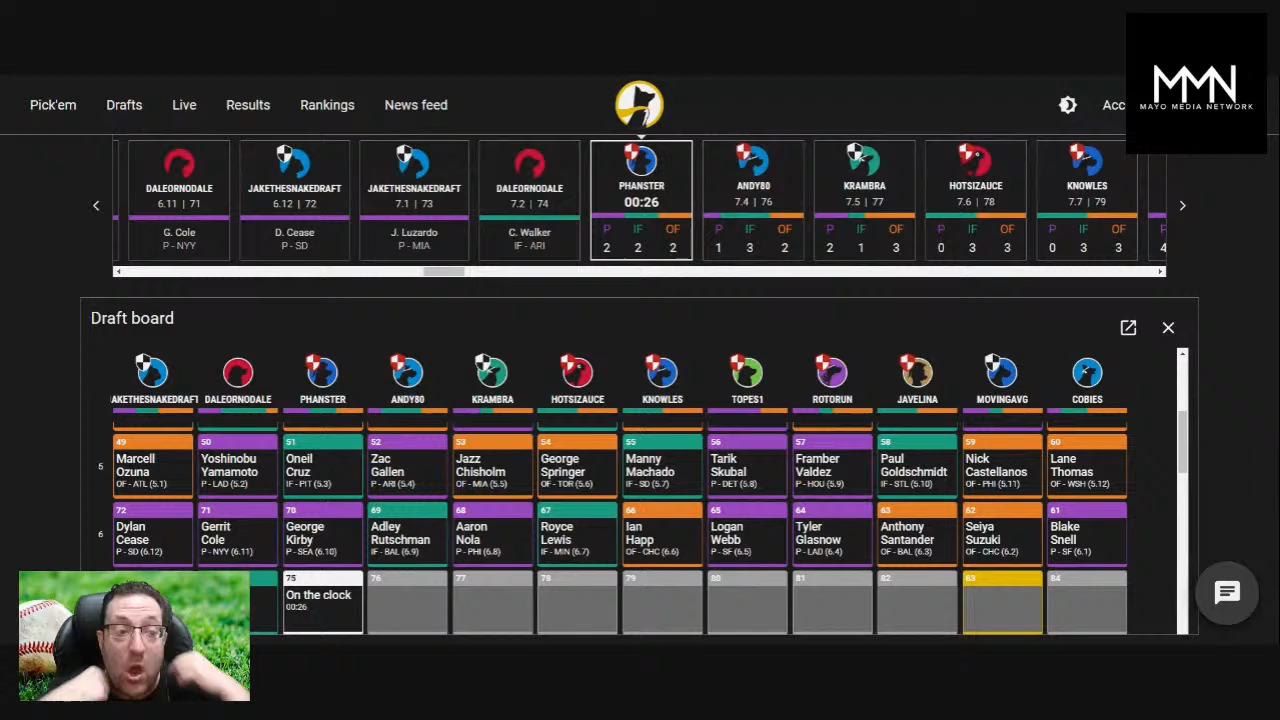 MMN
MAYO MEDIA NETWORK
Pick'em Drafts Live Results Rankings News feed Acc
DALEORNODALE JAKETHESNAKEDRAFT JAKETHESNAKEDRAFT DALEORNODALE PHANSTER ANDY80 KRAMBRA HOTSIZAUCE KNOWLES
6.11 | 71 6.12 | 72 7.1 | 73 7.2 | 74 00:26 7.4 | 76 7.5 | 77 7.6 | 78 7.7 | 79
G. Cole D. Cease J. Luzardo C. Walker P IF OF P IF OF P IF OF P IF OF P IF OF
P - NYY P - SD P - MIA IF - ARI 2 2 2 1 3 2 2 1 3 0 3 3 0 3 3 4
Draft board
AKETHESNAKEDRAFT DALEORNODALE PHANSTER ANDY80 KRAMBRA HOTSIZAUCE KNOWLES TOPES1 ROTORUN JAVELINA MOVINGAVG COBIES
49 50 51 52 53 54 55 56 57 58 59 60
Marcell Yoshinobu Oneil Zac Jazz George Manny Tarik Framber Paul Nick Lane
5 Ozuna Yamamoto Cruz Gallen Chisholm Springer Machado Skubal Valdez Goldschmidt Castellanos Thomas
OF - ATL (5.1) P - LAD (5.2) IF - PIT (5.3) P - ARI (5.4) OF - MIA (5.5) OF - TOR (5.6) IF - SD (5.7) P - DET (5.8) P - HOU (5.9) IF - STL (5.10) OF - PHI (5.11) OF - WSH (5.12)
72 71 70 69 68 67 66 65 64 63 62 61
Dylan Gerrit George Adley Aaron Royce Ian Logan Tyler Anthony Seiya Blake
6 Cease Cole Kirby Rutschman Nola Lewis Happ Webb Glasnow Santander Suzuki Snell
P - SD (6.12) P - NYY (6.11) P - SEA (6.10) IF - BAL (6.9) P - PHI (6.8) IF - MIN (6.7) OF - CHC (6.6) P - SF (6.5) P - LAD (6.4) OF - BAL (6.3) OF - CHC (6.2) P - SF (6.1)
75 76 77 78 79 80 81 82 83 84
On the clock
00:26